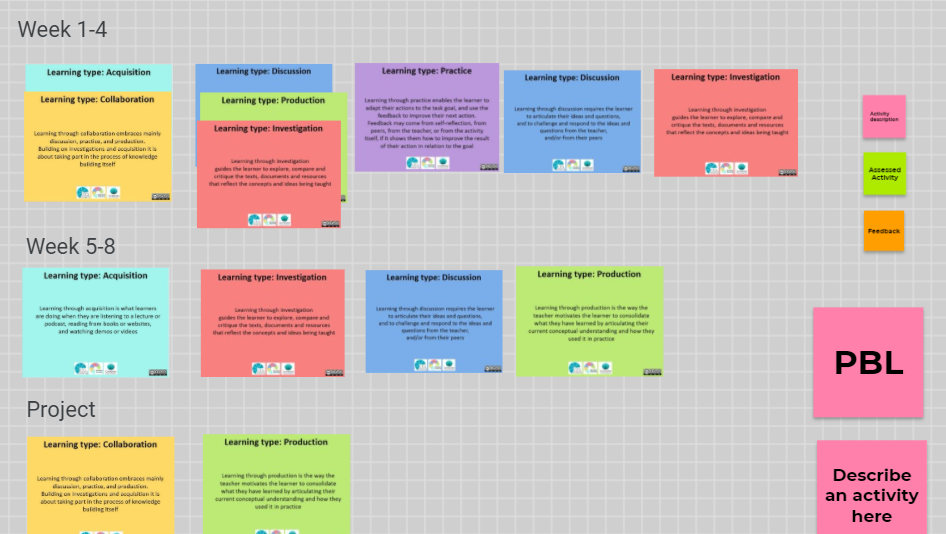 Week 1-4
Learning type: Acquisition
Learning type: Collaboration
Learning through collaboration embraces mainly
discussion, practice, and production.
Building on investigations and acquisition it is
about taking part in the process of knowledge
building itself
Learning type: Discussion
Learning type: Production
Learning type: Investigation
Learning through investigation
guides the learner to explore, compare and
critique the texts, documents and resources
that reflect the concepts and ideas being taught
Learning type: Practice
Learning through practice enables the learner to
adapt their actions to the task goal, and use the
feedback to improve their next action.
Feedback may come from self-reflection, from
peers, from the teacher, or from the activity
itself, if it shows them how to improve the result
of their action in relation to the goal
Learning type: Discussion
Learning through discussion requires the learner
to articulate their ideas and questions,
and to challenge and respond to the ideas and
questions from the teacher,
and/or from their peers
Learning type: Investigation
Learning through investigation
guides the learner to explore, compare and
critique the texts, documents and resources
that reflect the concepts and ideas being taught
Activity
description
Assessed
Activity
Feedback
Week 5-8
Learning type: Acquisition
Learning through acquisition is what learners
are doing when they are listening to a lecture or
podcast, reading from books or websites,
and watching demos or videos
Learning type: Investigation
Learning through investigation
guides the learner to explore, compare and
critique the texts, documents and resources
that reflect the concepts and ideas being taught
Learning type: Discussion
Learning through discussion requires the learner
to articulate their ideas and questions,
and to challenge and respond to the ideas and
questions from the teacher,
and/or from their peers
Learning type: Production
Learning through production is the way the
teacher motivates the learner to consolidate
what they have learned by articulating their
current conceptual understanding and how they
used it in practice
PBL
Project
Learning type: Collaboration
Learning through collaboration embraces mainly
discussion, practice, and production.
Building on investigations and acquisition it is
about taking part in the process of knowledge
building itself
Learning type: Production
Learning through production is the way the
teacher motivates the learner to consolidate
what they have learned by articulating their
current conceptual understanding and how they
used it in practice
Describe
an activity
here